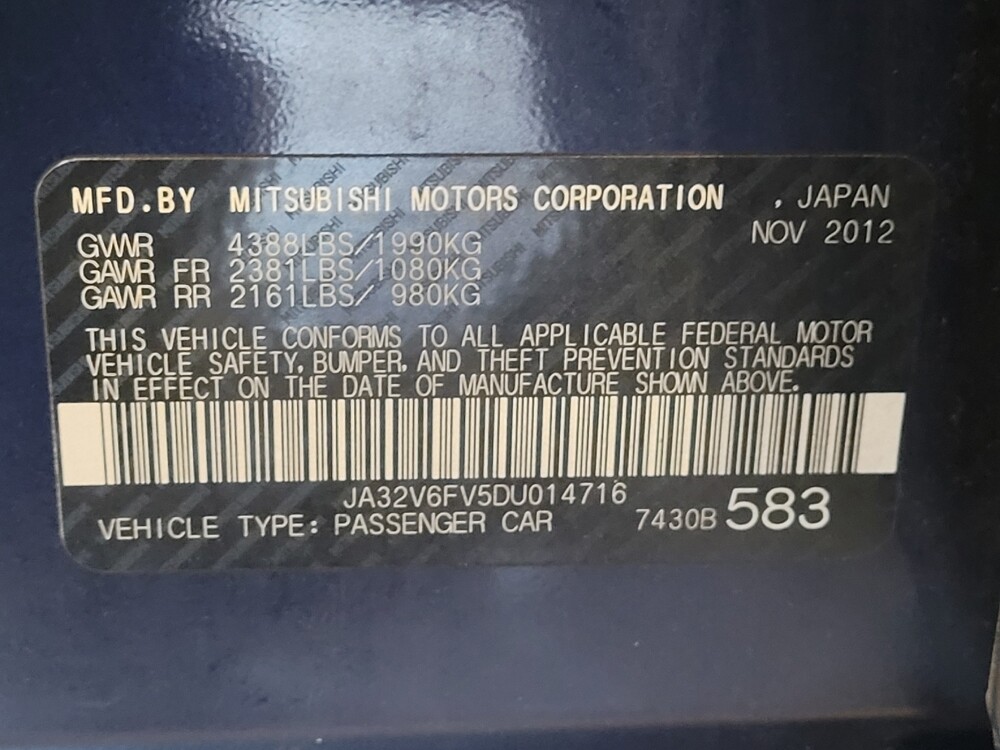 MFD.BY MITSUBISHI MOTORS CORPORATION , JAPAN
NOV 2012
GVWR 4388LBS/1990KG
GAWR FR 2381LBS/1080KG
GAWR RR 2161LBS/ 980KG
THIS VEHICLE CONFORMS TO ALL APPLICABLE FEDERAL MOTOR
VEHICLE SAFETY, BUMPER, AND THEFT PREVENTION STANDARDS
IN EFFECT ON THE DATE OF MANUFACTURE SHOWN ABOVE.
JA32V6FV5DU014716
VEHICLE TYPE: PASSENGER CAR 7430B 583